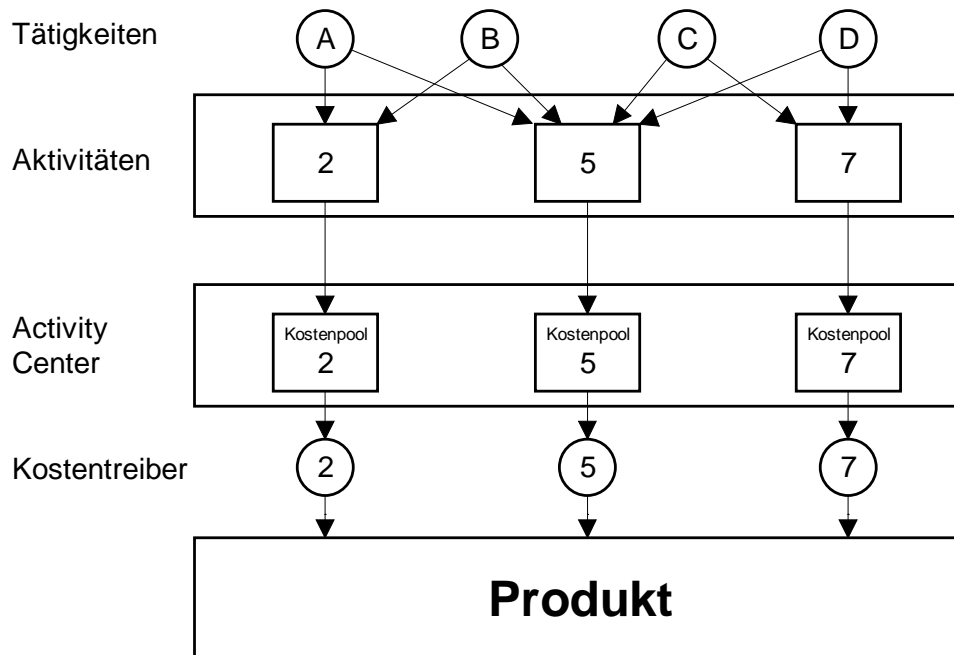 Tätigkeiten
A
B
C
D
Aktivitäten
2
5
7
Activity
Center
Kostenpool
2
Kostenpool
5
Kostenpool
7
Kostentreiber
2
5
7
Produkt